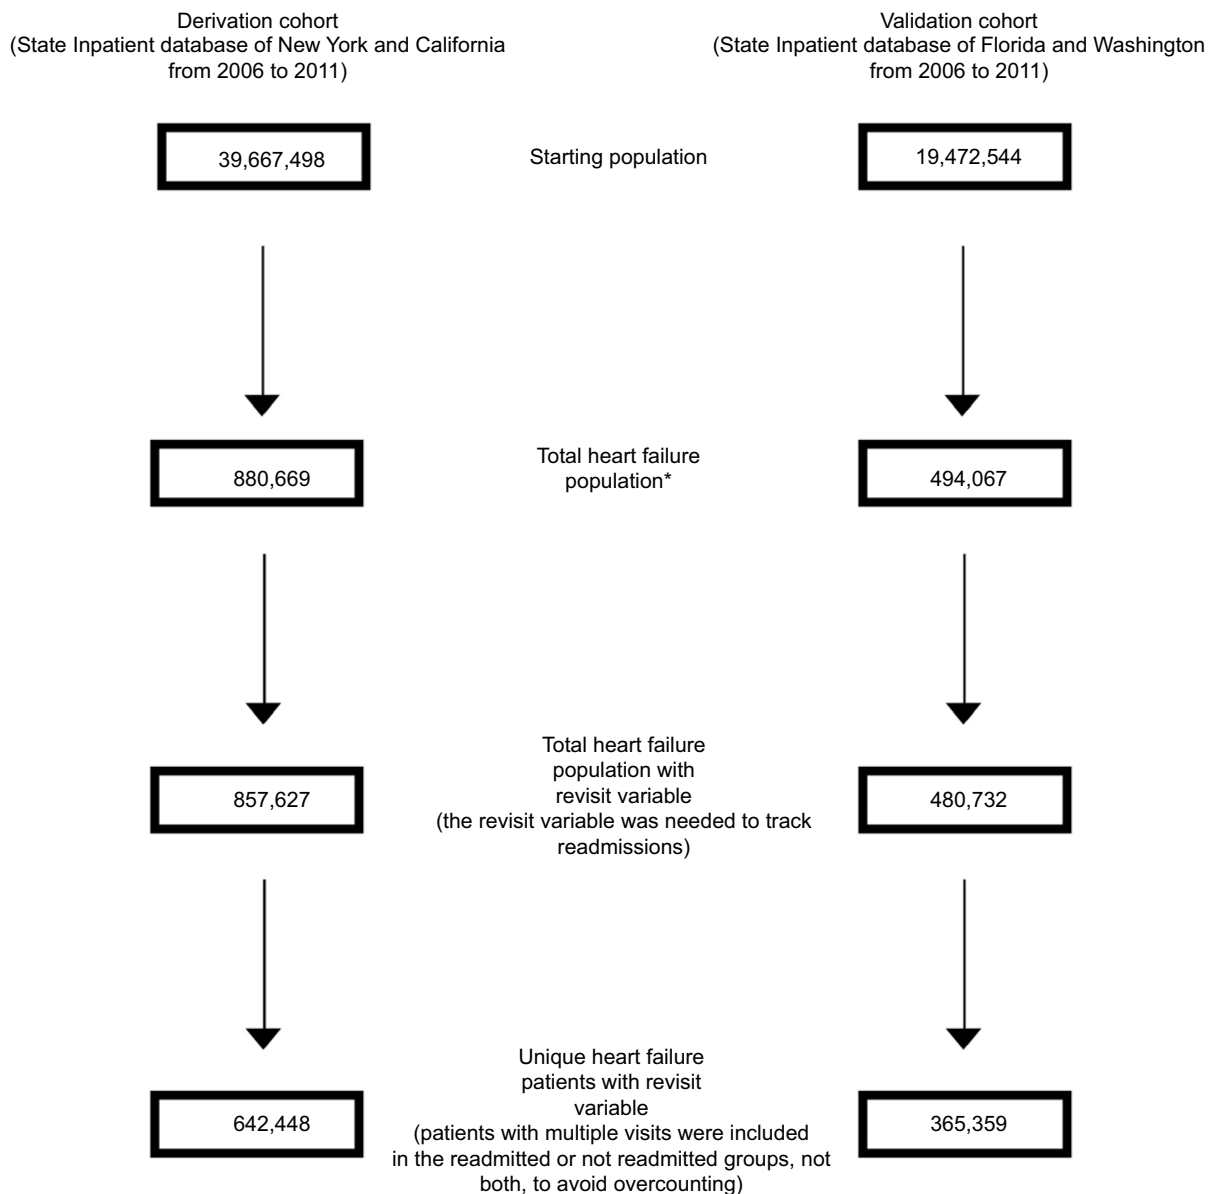 Derivation cohort
(State Inpatient database of New York and California
from 2006 to 2011)
Validation cohort
(State Inpatient database of Florida and Washington
from 2006 to 2011)
39,667,498
Starting population
19,472,544
880,669
Total heart failure
population*
494,067
857,627
Total heart failure
population with
revisit variable
(the revisit variable was needed to track
readmissions)
480,732
642,448
Unique heart failure
patients with revisit
variable
(patients with multiple visits were included
in the readmitted or not readmitted groups, not
both, to avoid overcounting)
365,359